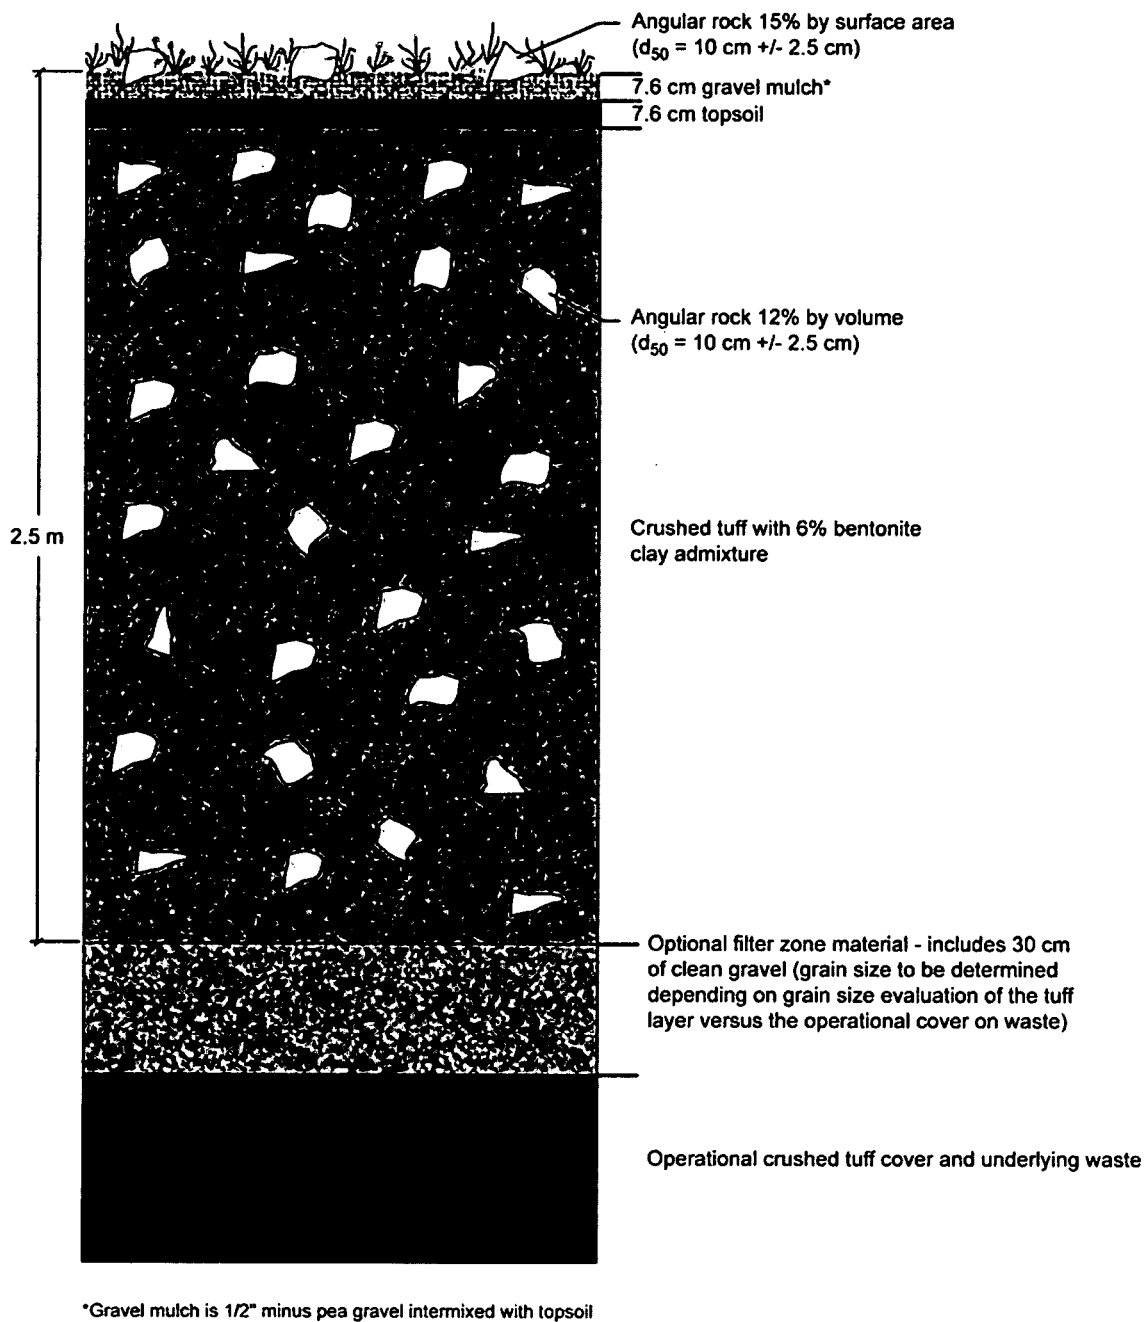 Angular rock 15% by surface area
(d50 = 10 cm +/- 2.5 cm)
7.6 cm gravel mulch*
7.6 cm topsoil
Angular rock 12% by volume
(d50 = 10 cm +/- 2.5 cm)
2.5 m
Crushed tuff with 6% bentonite
clay admixture
Optional filter zone material - includes 30 cm
of clean gravel (grain size to be determined
depending on grain size evaluation of the tuff
layer versus the operational cover on waste)
Operational crushed tuff cover and underlying waste
*Gravel mulch is 1/2" minus pea gravel intermixed with topsoil